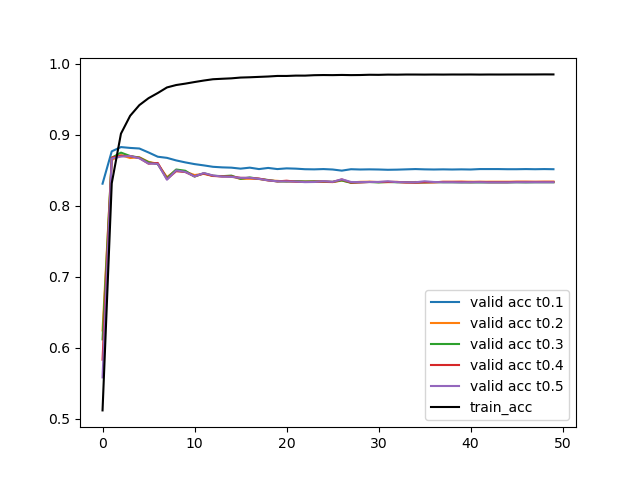 1.0
0.9
0.8
0.7
0.6
0.5
0
10
20
30
40
50
valid acc t0.1
valid acc t0.2
valid acc t0.3
valid acc t0.4
valid acc t0.5
train_acc